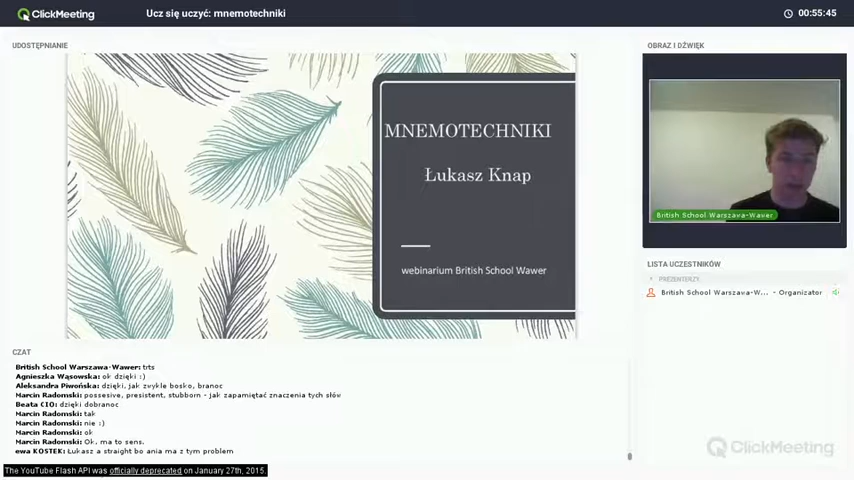 ClickMeeting
Ucz się uczyć: mnemotechniki
00:55:45
UDOSTĘPNIANIE
OBRAZ I DŹWIĘK
MNEMOTECHNIKI
Łukasz Knap
webinarium British School Wawer
British School Warszawa-Wawer
LISTA UCZESTNIKÓW
PREZENTERZY
British School Warszawa-W... - Organizator
CZAT
British School Warszawa-Wawer: trts
Agnieszka Wąsowska: ok dzięki :)
Aleksandra Piwońska: dzięki, jak zwykle bosko, branoc
Marcin Radomski: possesive, presistent, stubborn - jak zapamiętać znaczenia tych słów
Beata CIO: dzięki dobranoc
Marcin Radomski: tak
Marcin Radomski: nie :)
Marcin Radomski: ok
Marcin Radomski: Ok, ma to sens.
ewa KOSTEK: Łukasz a straight bo ania ma z tym problem
ClickMeeting
The YouTube Flash API was officially deprecated on January 27th, 2015.